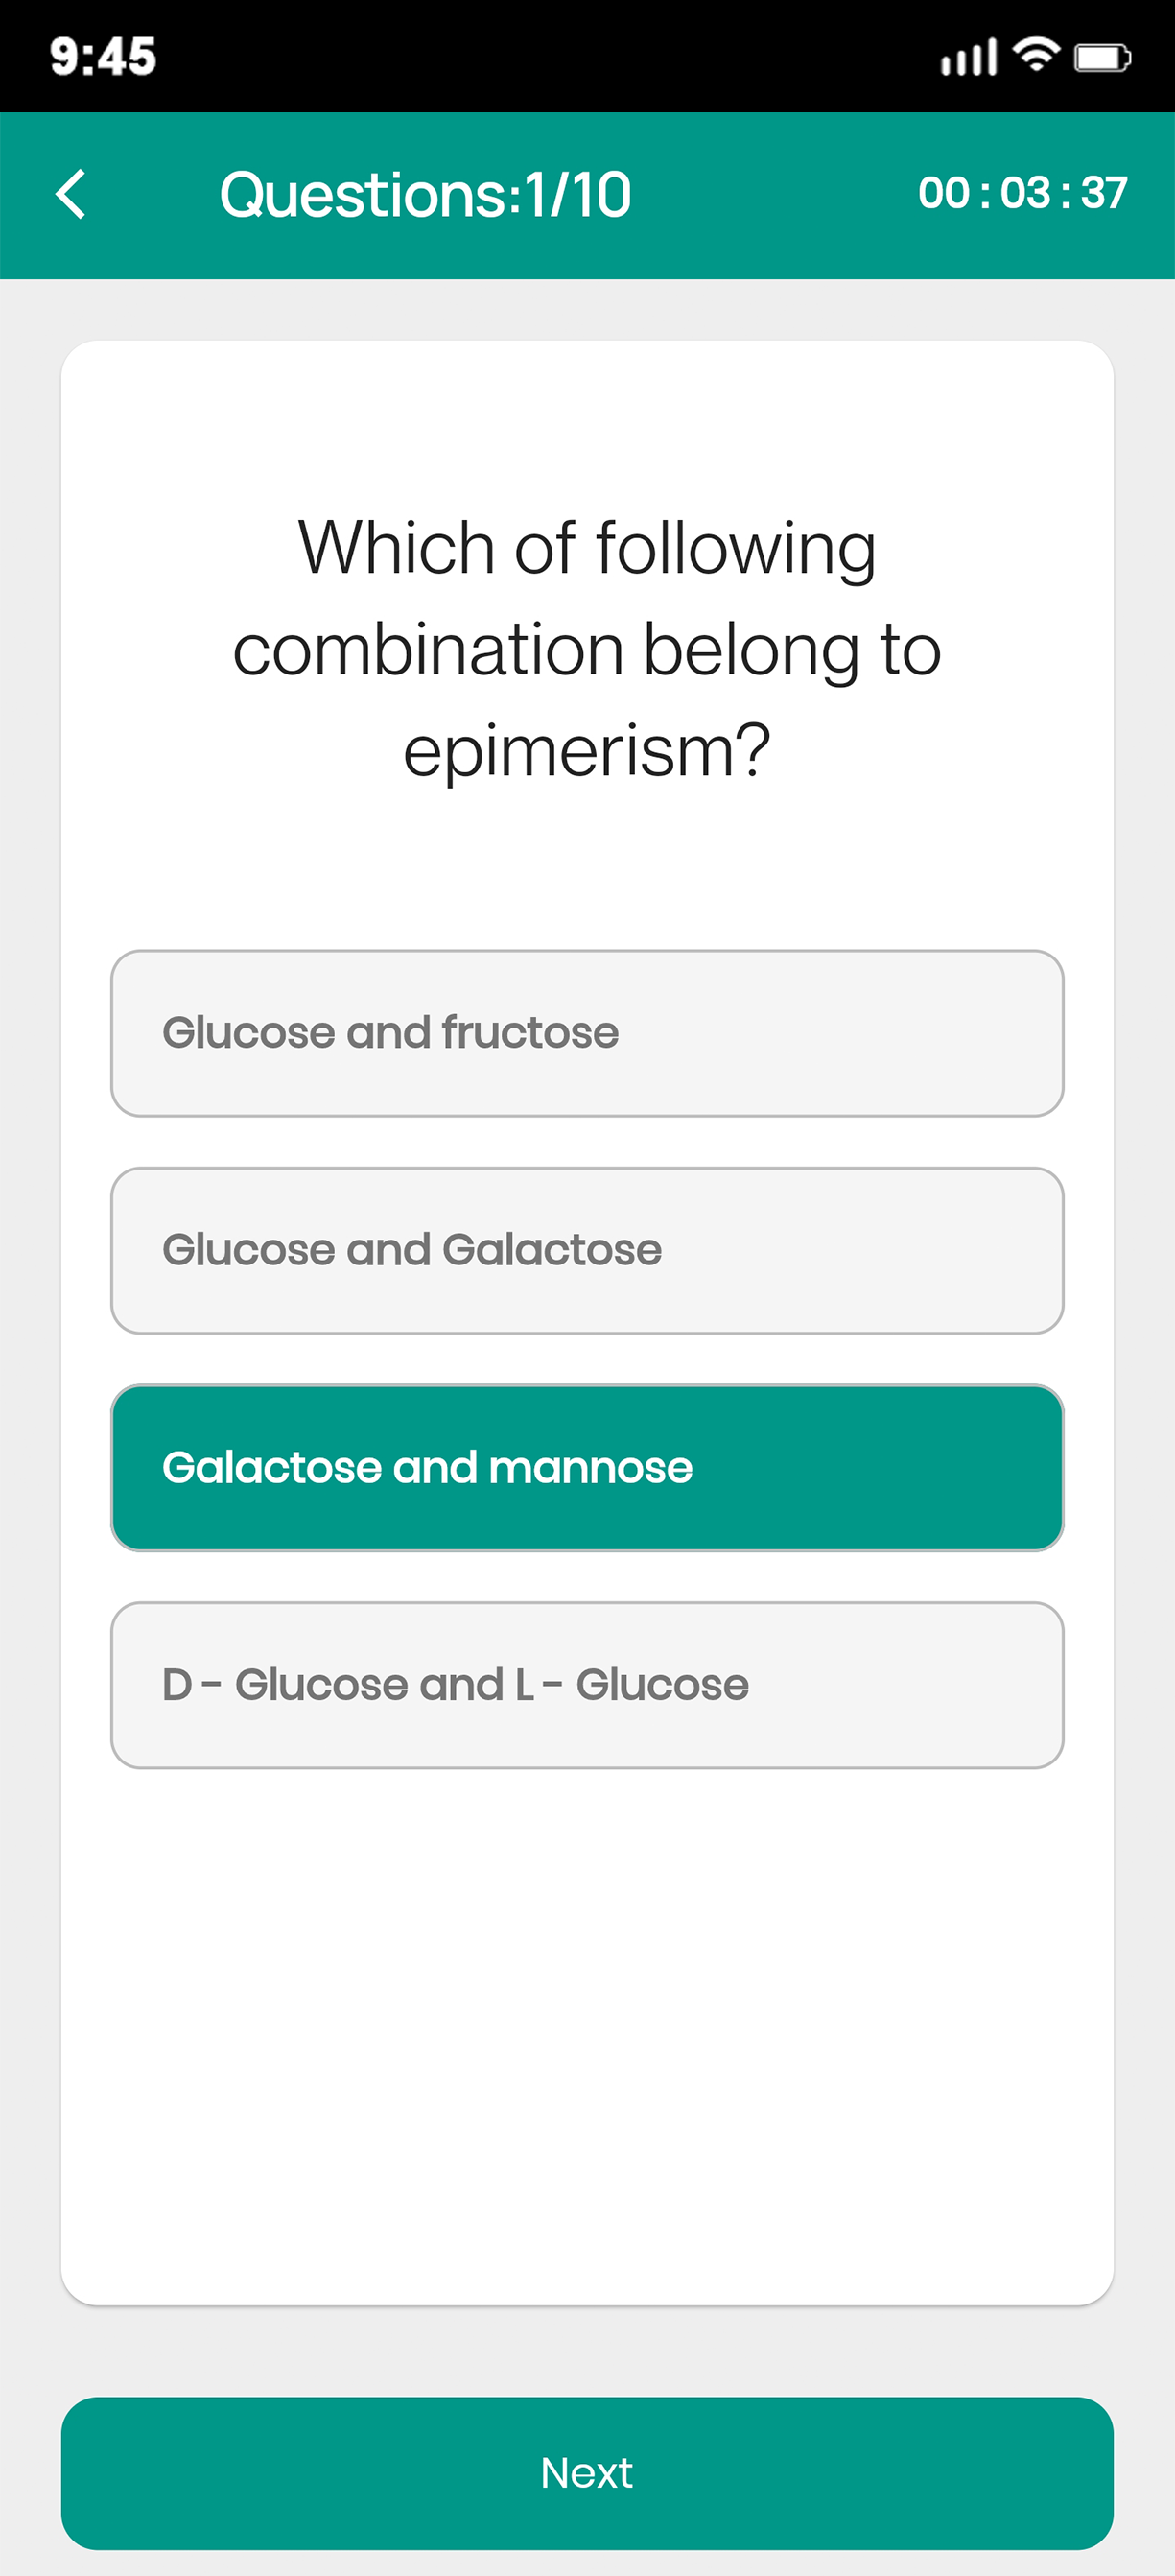 9:45
Questions:1/10
00 : 03 : 37
Which of following
combination belong to
epimerism?
Glucose and fructose
Glucose and Galactose
Galactose and mannose
D - Glucose and L - Glucose
Next